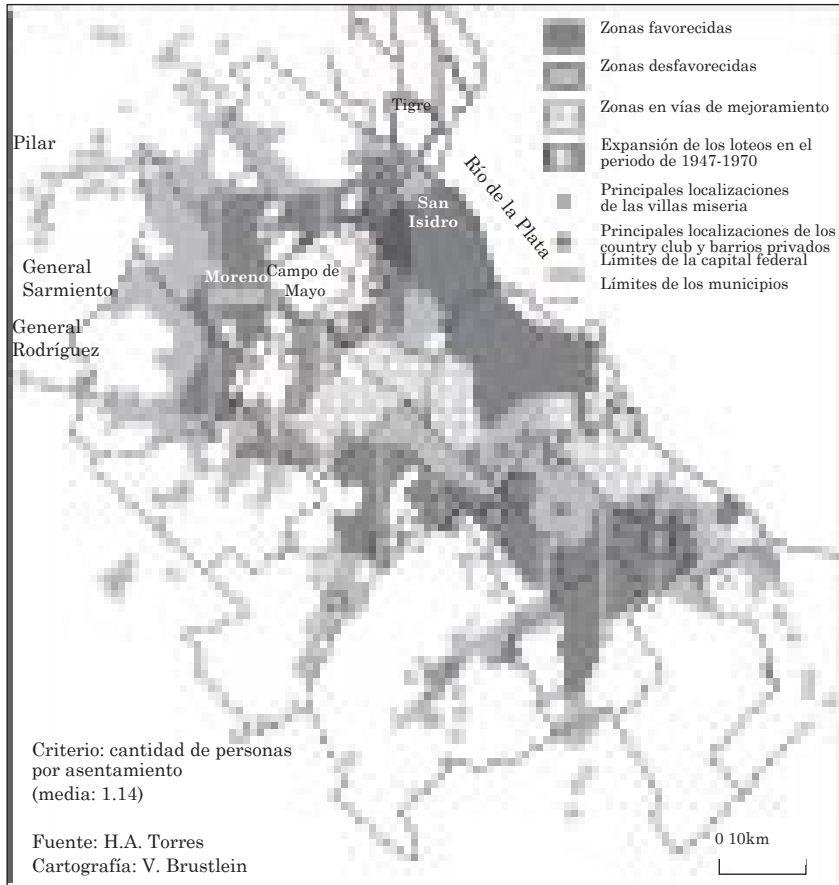 Zonas favorecidas
Zonas desfavorecidas
Zonas en vías de mejoramiento
Expansión de los loteos en el
periodo de 1947-1970
Principales localizaciones
de las villas miseria
Principales localizaciones de los
country club y barrios privados
Límites de la capital federal
Límites de los municipios
Tigre
Pilar
Río de la Plata
San
Isidro
General
Sarmiento
Moreno
Campo de
Mayo
General
Rodríguez
Criterio: cantidad de personas
por asentamiento
(media: 1.14)
Fuente: H.A. Torres
Cartografía: V. Brustlein
0 10km